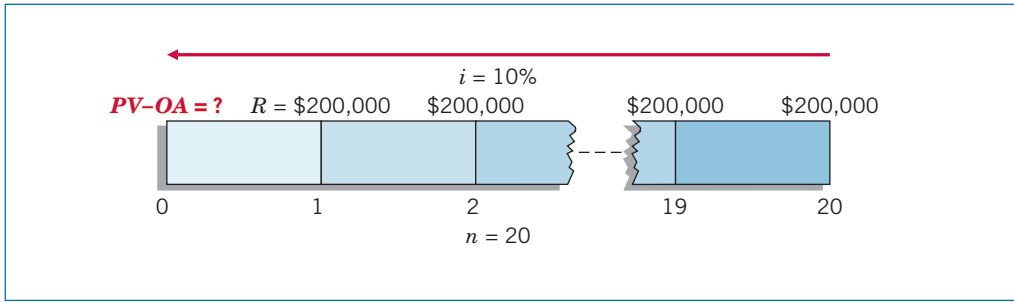 i = 10%
PV–OA = ? R = $200,000 $200,000 $200,000 $200,000
0 1 2 19 20
n = 20